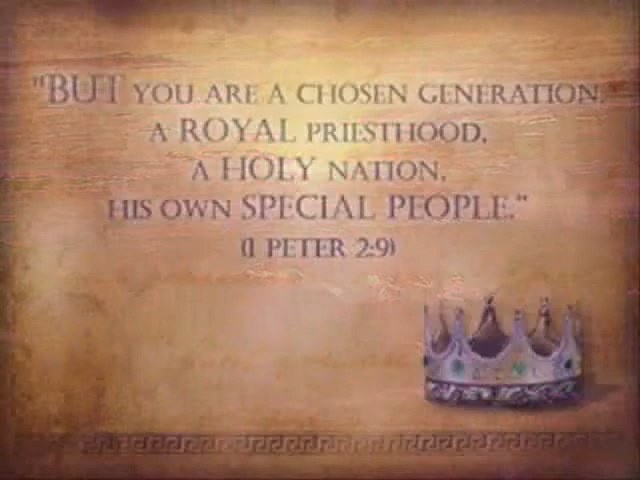 "BUT YOU ARE A CHOSEN GENERATION,
A ROYAL PRIESTHOOD,
A HOLY NATION,
HIS OWN SPECIAL PEOPLE."
(1 PETER 2:9)